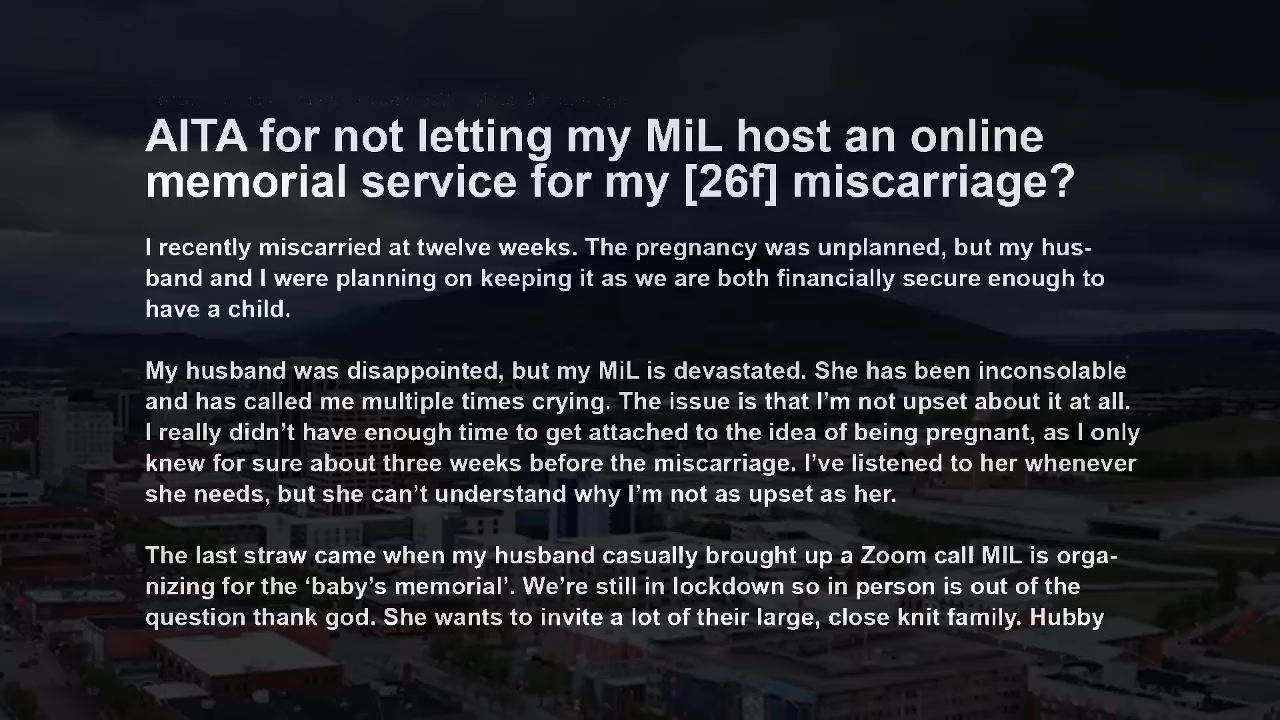 AITA for not letting my MiL host an online
memorial service for my [26f] miscarriage?
I recently miscarried at twelve weeks. The pregnancy was unplanned, but my hus-
band and I were planning on keeping it as we are both financially secure enough to
have a child.
My husband was disappointed, but my MiL is devastated. She has been inconsolable
and has called me multiple times crying. The issue is that I’m not upset about it at all.
I really didn’t have enough time to get attached to the idea of being pregnant, as I only
knew for sure about three weeks before the miscarriage. I’ve listened to her whenever
she needs, but she can’t understand why I’m not as upset as her.
The last straw came when my husband casually brought up a Zoom call MIL is orga-
nizing for the ‘baby’s memorial’. We’re still in lockdown so in person is out of the
question thank god. She wants to invite a lot of their large, close knit family. Hubby